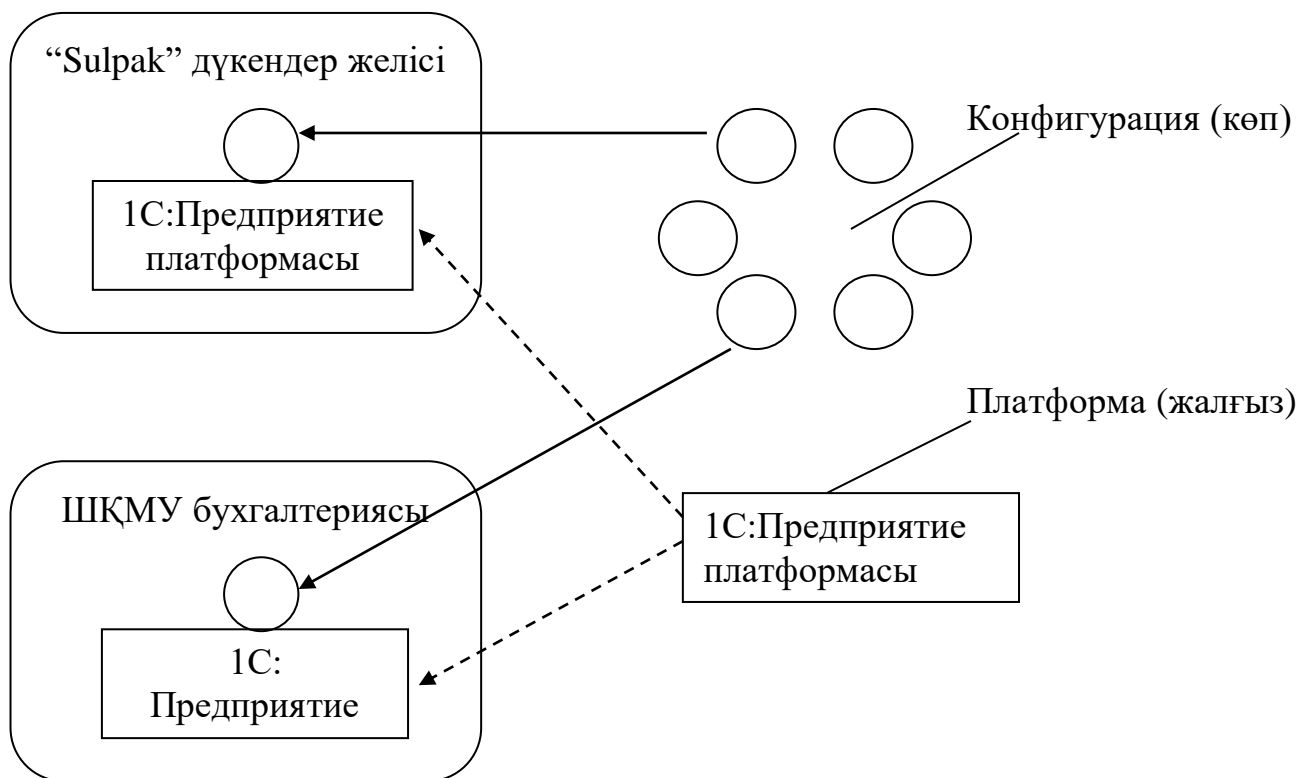 “Sulpak” дүкендер желісі
Конфигурация (көп)
1С:Предприятие
платформасы
Платформа (жалғыз)
ШҚМУ бухгалтериясы
1С:Предприятие
платформасы
1С:
Предприятие